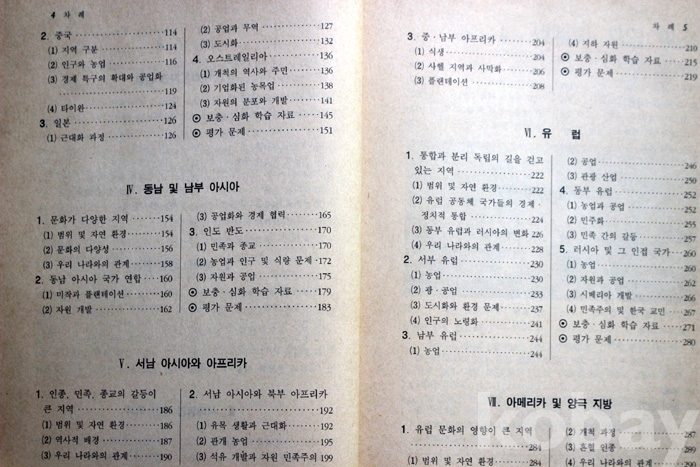 4 차 례
2. 중국 ············ 114
(1) 지역 구분 ············ 114
(2) 인구와 농업 ············ 116
(3) 경제 특구의 확대와 공업화
············ 119
(4) 타이완 ············ 124
3. 일본 ············ 126
(1) 근대화 과정 ············ 126
(2) 공업과 무역 ············ 127
(3) 도시화 ············ 132
4. 오스트레일리아 ············ 136
(1) 개척의 역사와 주민 ············ 136
(2) 기업화된 농목업 ············ 138
(3) 자원의 분포와 개발 ············ 141
⊙ 보충·심화 학습 자료 ············ 145
⊙ 평가 문제 ············ 151
Ⅳ. 동남 및 남부 아시아
1. 문화가 다양한 지역 ············ 154
(1) 범위 및 자연 환경 ············ 154
(2) 문화의 다양성 ············ 156
(3) 우리 나라와의 관계 ············ 158
2. 동남 아시아 국가 연합 ············ 160
(1) 미작과 플랜테이션 ············ 160
(2) 자원 개발 ············ 162
(3) 공업화와 경제 협력 ············ 165
3. 인도 반도 ············ 170
(1) 민족과 종교 ············ 170
(2) 농업과 인구 및 식량 문제 ··· 172
(3) 자원과 공업 ············ 175
⊙ 보충·심화 학습 자료 ············ 179
⊙ 평가 문제 ············ 183
Ⅴ. 서남 아시아와 아프리카
1. 인종, 민족, 종교의 갈등이
큰 지역 ············ 186
(1) 범위 및 자연 환경 ············ 186
(2) 역사적 배경 ············ 187
(3) 우리 나라와의 관계 ············ 190
2. 서남 아시아와 북부 아프리카
············ 192
(1) 유목 생활과 근대화 ············ 192
(2) 관개 농업 ············ 195
(3) 석유 개발과 자원 민족주의 199
차 례 5
3. 중·남부 아프리카 ············ 204
(1) 식생 ············ 204
(2) 사헬 지역과 사막화 ············ 206
(3) 플랜테이션 ············ 208
(4) 지하 자원 ············ 210
⊙ 보충·심화 학습 자료 ············ 215
⊙ 평가 문제 ············ 219
Ⅵ. 유 럽
1. 통합과 분리 독립의 길을 걷고
있는 지역 ············ 222
(1) 범위 및 자연 환경 ············ 222
(2) 유럽 공동체 국가들의 경제·
정치적 통합 ············ 224
(3) 동부 유럽과 러시아의 변화 226
(4) 우리 나라와의 관계 ············ 228
2. 서부 유럽 ············ 230
(1) 농업 ············ 230
(2) 광·공업 ············ 233
(3) 도시화와 환경 문제 ············ 237
(4) 인구의 노령화 ············ 241
3. 남부 유럽 ············ 244
(1) 농업 ············ 244
(2) 공업 ············ 246
(3) 관광 산업 ············ 250
4. 동부 유럽 ············ 252
(1) 농업과 공업 ············ 252
(2) 민주화 ············ 255
(3) 민족 간의 갈등 ············ 257
5. 러시아 및 그 인접 국가 ······ 260
(1) 농업 ············ 260
(2) 자원과 공업 ············ 262
(3) 시베리아 개발 ············ 265
(4) 민족주의 및 한국 교민 ······ 267
⊙ 보충·심화 학습 자료 ············ 271
⊙ 평가 문제 ············ 280
Ⅶ. 아메리카 및 양극 지방
1. 유럽 문화의 영향이 큰 지역
············ 284
(1) 범위 및 자연 환경 ············ 284
(2) 개척 과정 ············ 287
(3) 혼혈 인종 ············ 289